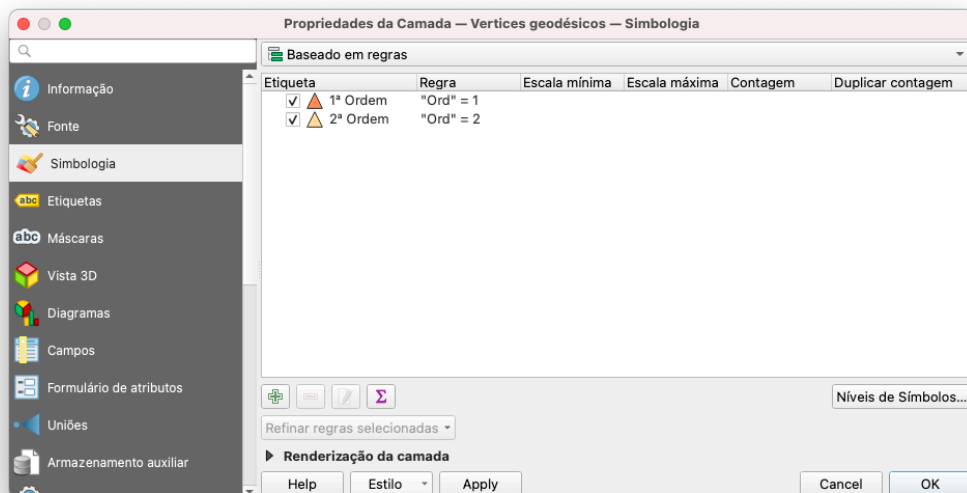 Propriedades da Camada — Vertices geodésicos — Simbologia
Baseado em regras
Informação
Fonte
Simbologia
abc Etiquetas
abc Máscaras
Vista 3D
Diagramas
Campos
Formulário de atributos
Uniões
Armazenamento auxiliar
Etiqueta Regra Escala mínima Escala máxima Contagem Duplicar contagem
1ª Ordem "Ord" = 1
2ª Ordem "Ord" = 2
Níveis de Símbolos...
Refinar regras selecionadas
Renderização da camada
Help Estilo Apply Cancel OK